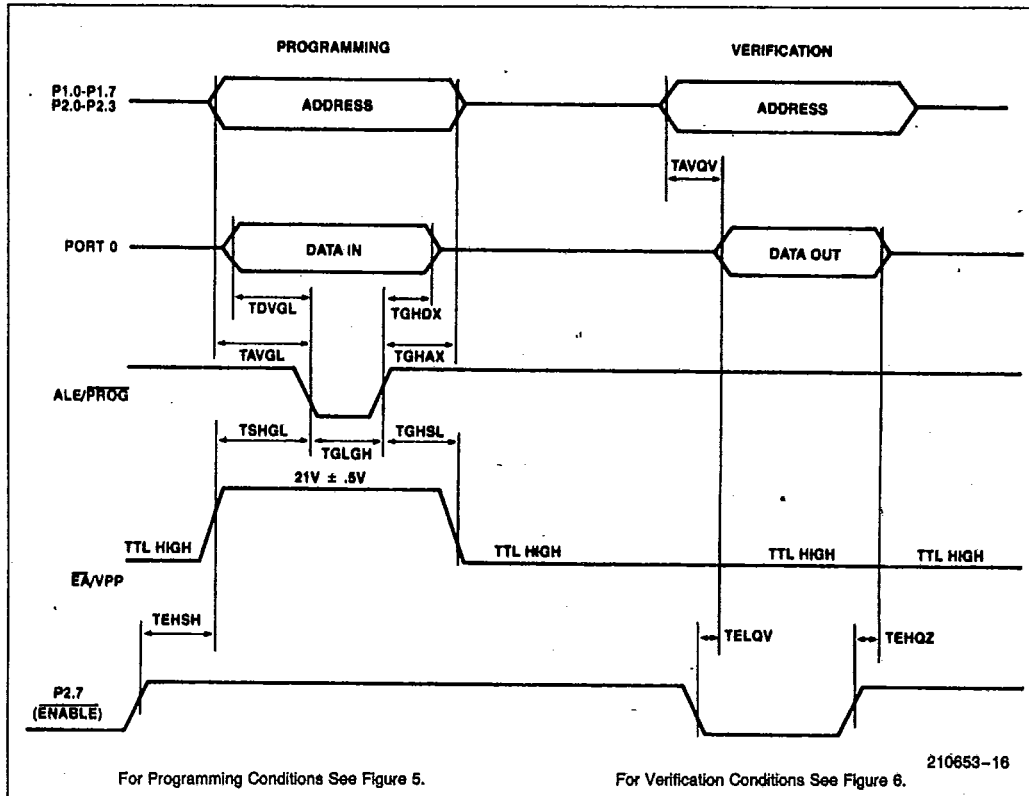 PROGRAMMING
VERIFICATION
P1.0-P1.7
P2.0-P2.3
ADDRESS
ADDRESS
TAVQV
PORT 0
DATA IN
DATA OUT
TDVGL
TGHDX
TAVGL
TGHAX
ALE/PROG
TSHGL
TGLGH
TGHSL
21V ± .5V
TTL HIGH
TTL HIGH
TTL HIGH
TTL HIGH
EA/VPP
TEHSH
TELQV
TEHQZ
P2.7
(ENABLE)
210653-16
For Programming Conditions See Figure 5.
For Verification Conditions See Figure 6.